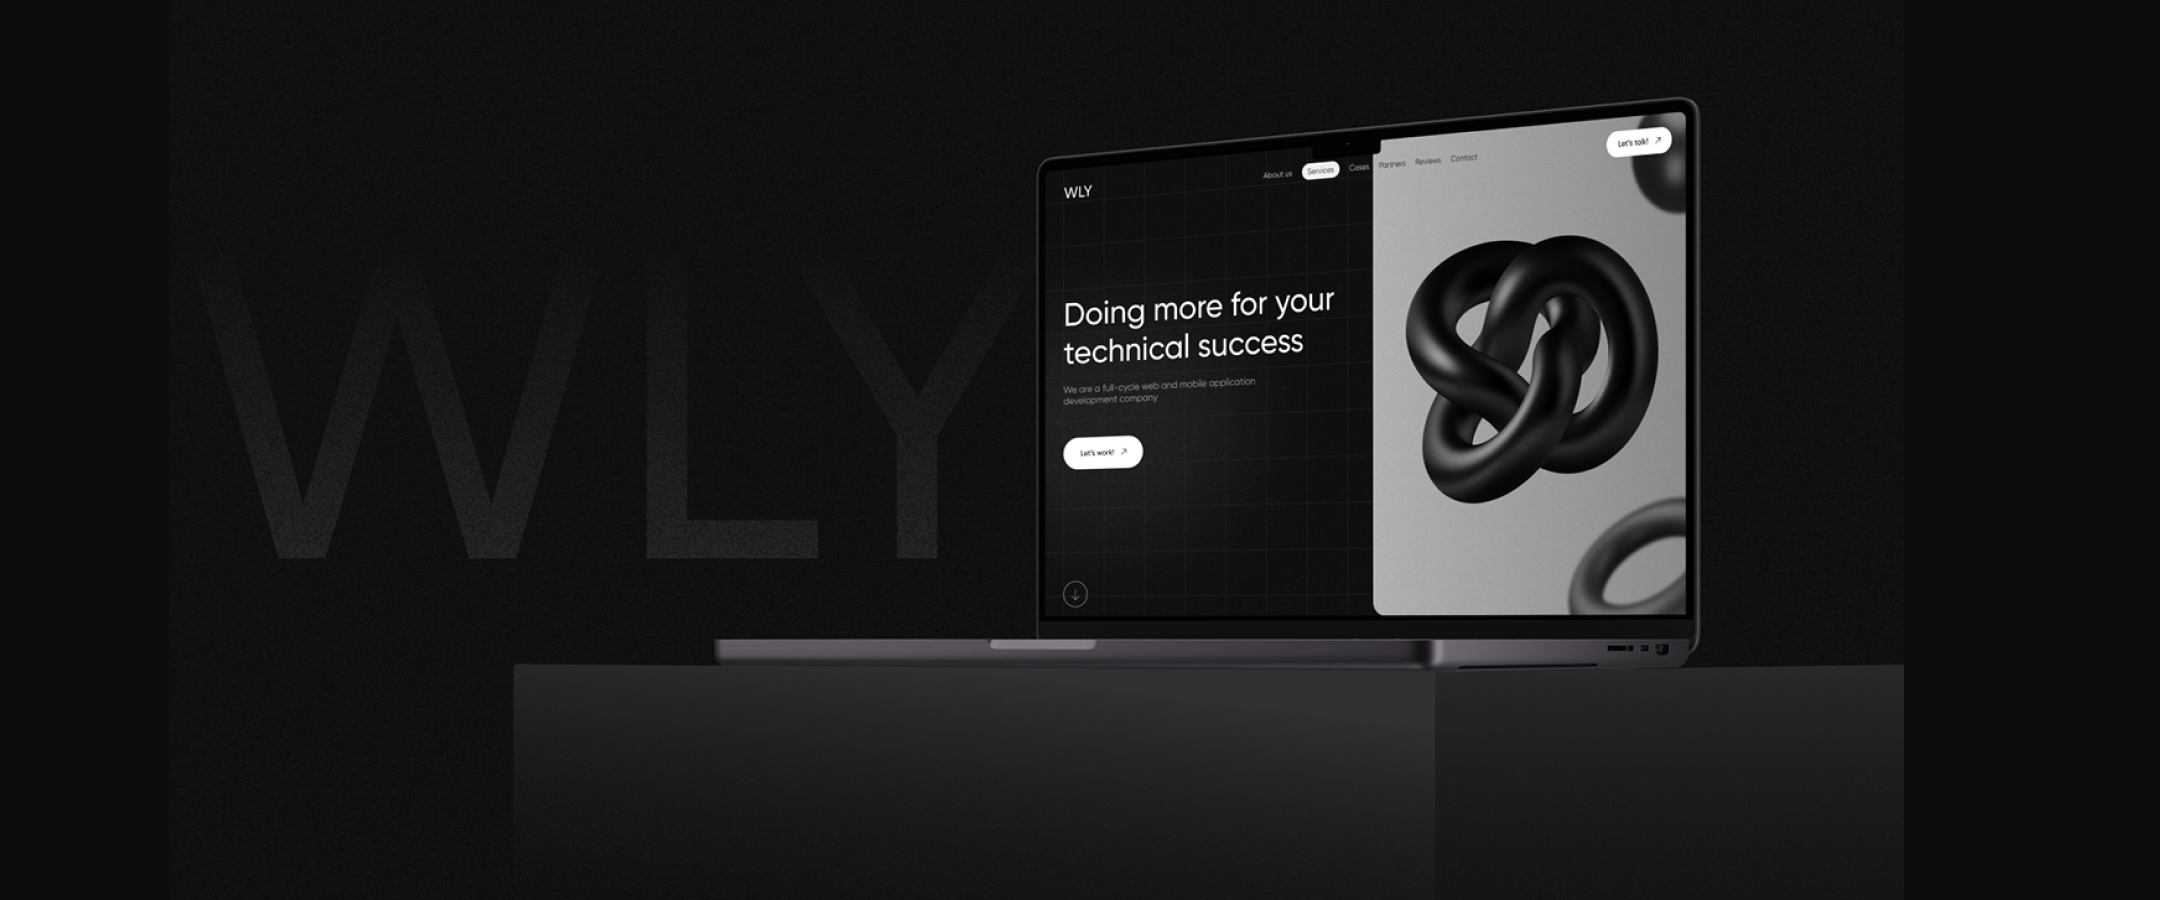 WLY
WLY
About us Services Cases Partners Reviews Contact
Let's talk!
Doing more for your
technical success
We are a full-cycle web and mobile application
development company
Let's work!